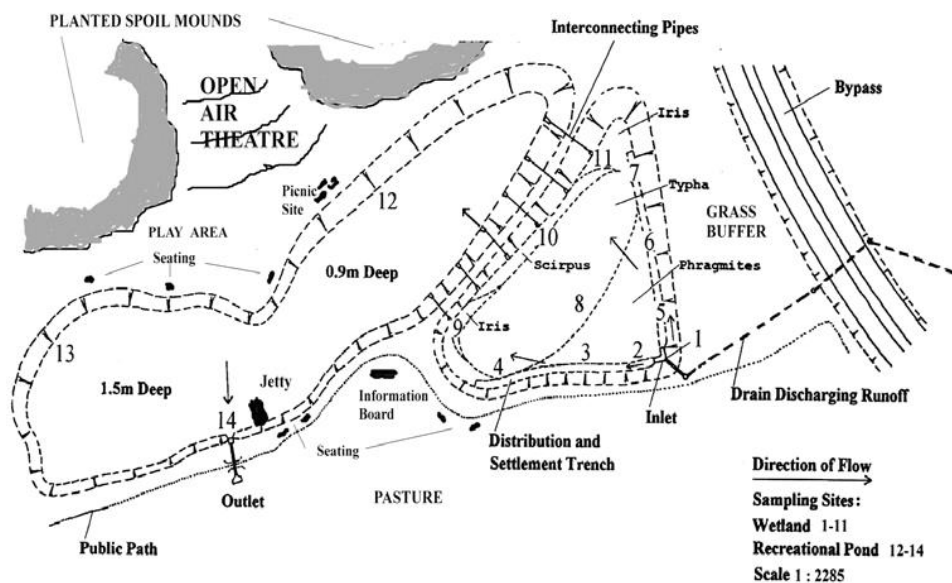 PLANTED SPOIL MOUNDS
Interconnecting Pipes
OPEN
AIR
THEATRE
Bypass
Iris
11
7
Typha
Picnic
Site
12
GRASS
BUFFER
PLAY AREA
10
6
Seating
0.9m Deep
Scirpus
Phragmites
8
5
9
Iris
1
13
2
3
4
1.5m Deep
Jetty
Information
Board
14
Inlet
Drain Discharging Runoff
Seating
Distribution and
Settlement Trench
Outlet
PASTURE
Public Path
Direction of Flow
Sampling Sites:
Wetland 1-11
Recreational Pond 12-14
Scale 1 : 2285